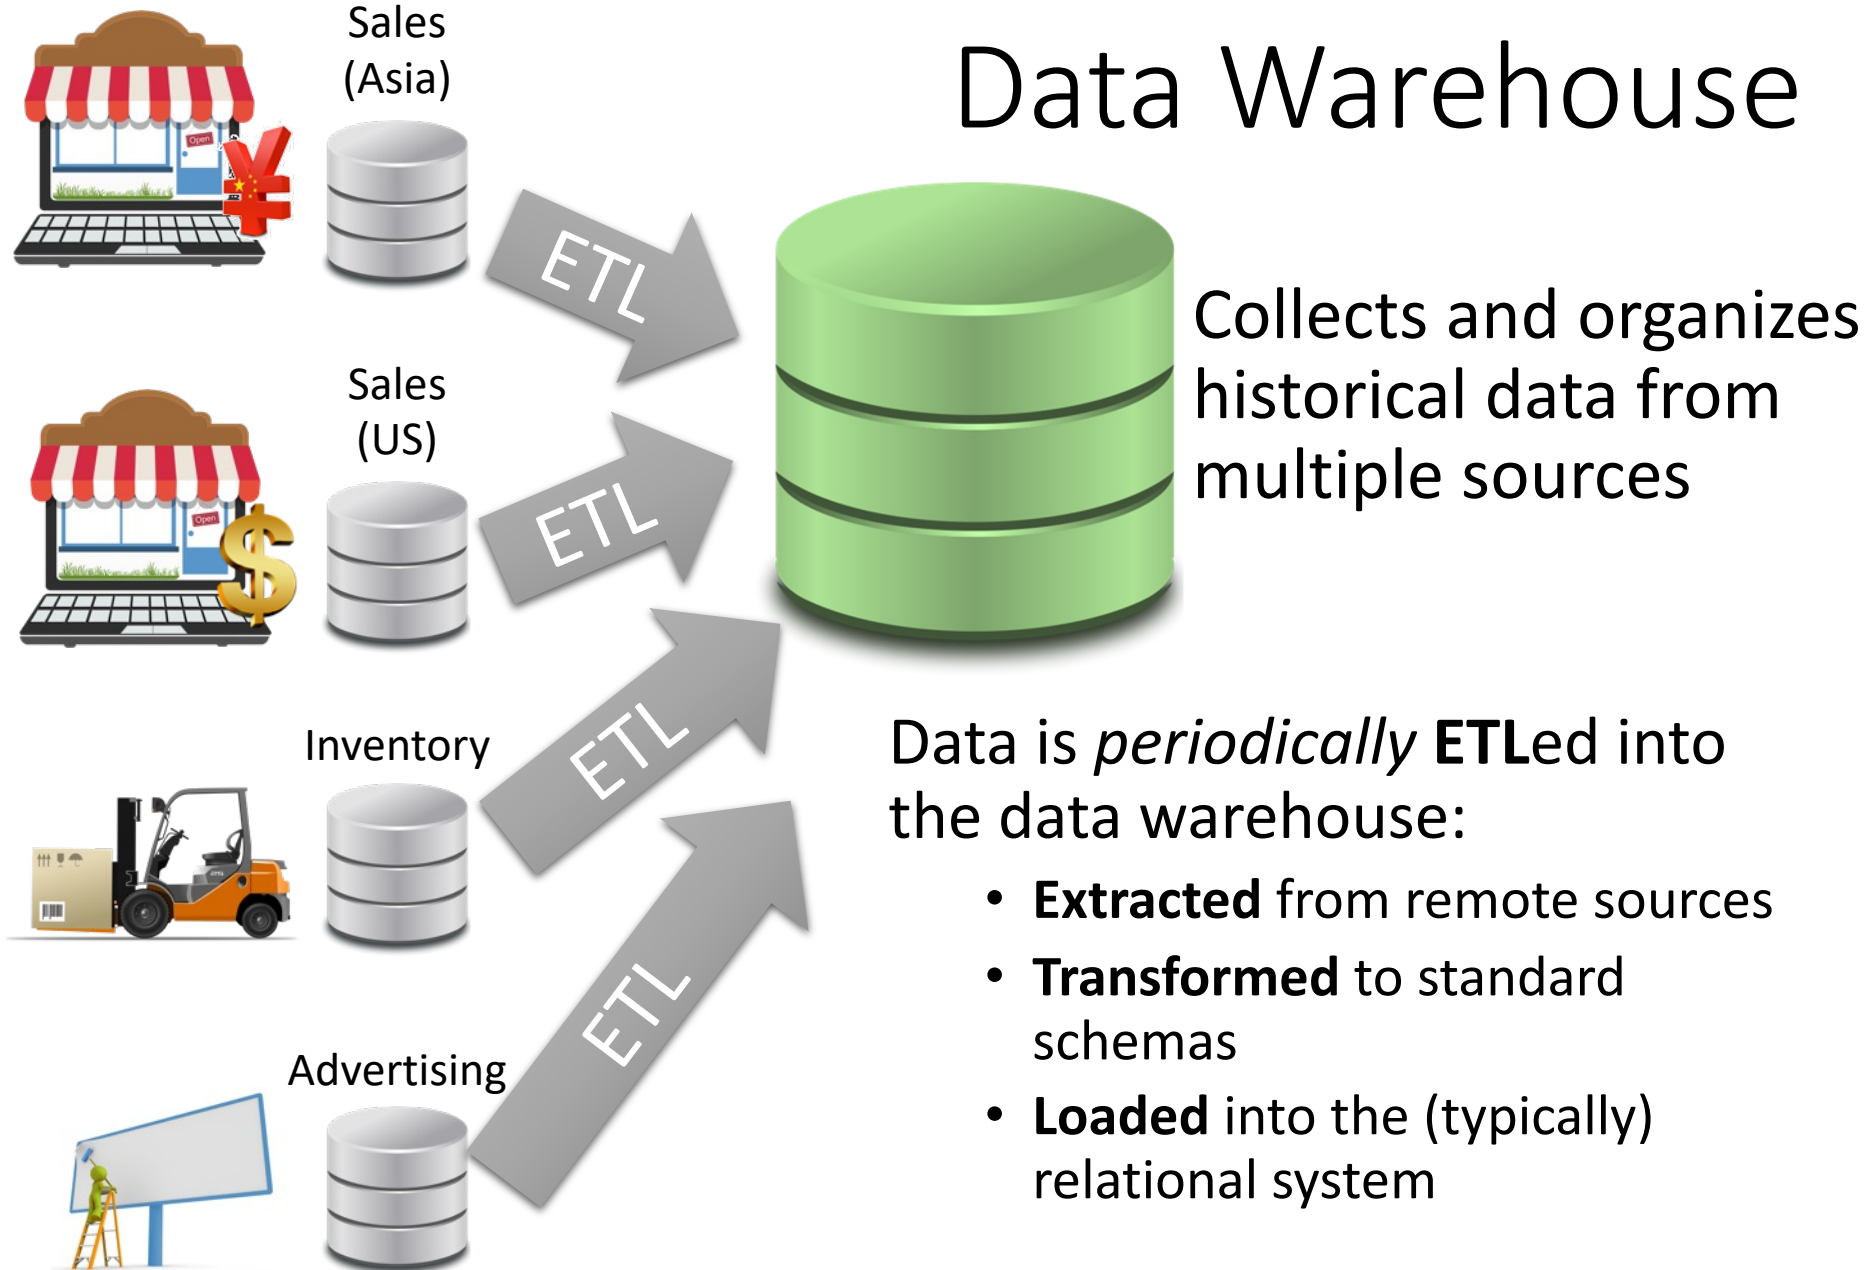 Data Warehouse
Sales
(Asia)
Open
ETL
Collects and organizes
historical data from
multiple sources
Sales
(US)
Open
ETL
Inventory
ETL
Advertising
ETL
Data is periodically ETLed into
the data warehouse:
• Extracted from remote sources
• Transformed to standard
schemas
• Loaded into the (typically)
relational system